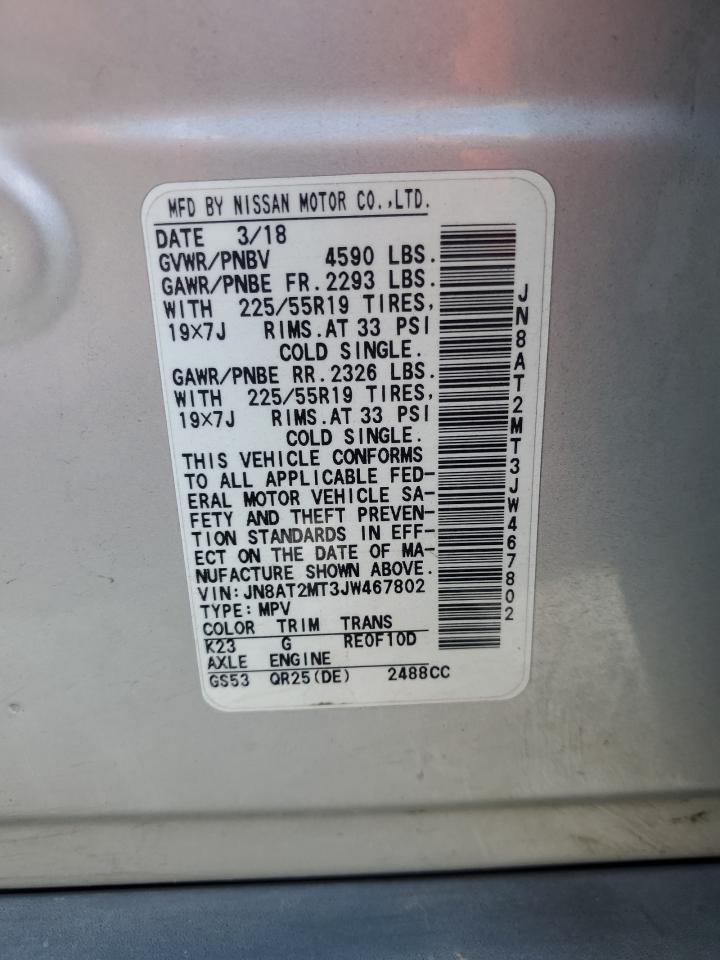 MFD BY NISSAN MOTOR CO.,LTD.
DATE 3/18
GVWR/PNBV 4590 LBS.
GAWR/PNBE FR.2293 LBS.
WITH 225/55R19 TIRES,
19X7J RIMS.AT 33 PSI
COLD SINGLE.
GAWR/PNBE RR.2326 LBS.
WITH 225/55R19 TIRES,
19X7J RIMS.AT 33 PSI
COLD SINGLE.
THIS VEHICLE CONFORMS
TO ALL APPLICABLE FED-
ERAL MOTOR VEHICLE SA-
FETY AND THEFT PREVEN-
TION STANDARDS IN EFF-
ECT ON THE DATE OF MA-
NUFACTURE SHOWN ABOVE.
VIN:JN8AT2MT3JW467802
TYPE:MPV
COLOR TRIM TRANS
K23 G RE0F10D
AXLE ENGINE
GS53 QR25(DE) 2488CC
JN8AT2MT3JW467802